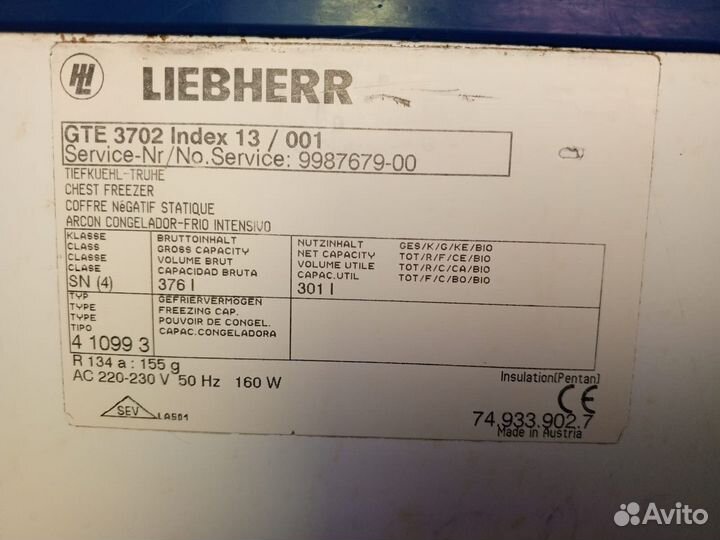 LIEBHERR
GTE 3702 Index 13 / 001
Service-Nr/No.Service: 9987679-00
TIEFKUEHL-TRUHE
CHEST FREEZER
COFFRE NéGATIF STATIQUE
ARCON CONGELADOR-FRIO INTENSIVO
KLASSE BRUTTOINHALT NUTZINHALT GES/K/G/KE/BIO
CLASS GROSS CAPACITY NET CAPACITY TOT/R/F/CE/BIO
CLASSE VOLUME BRUT VOLUME UTILE TOT/R/C/CA/BIO
CLASE CAPACIDAD BRUTA CAPAC.UTIL TOT/F/C/BO/BIO
SN (4) 376 l 301 l
TYP GEFRIERVERMÖGEN
TYPE FREEZING CAP.
TYPE POUVOIR DE CONGEL.
TIPO CAPAC.CONGELADORA
4 1099 3
R 134 a : 155 g
AC 220-230 V 50 Hz 160 W
Insulation(Pentan)
CE
SEV LA501
74.933.902.7
Made in Austria
Avito